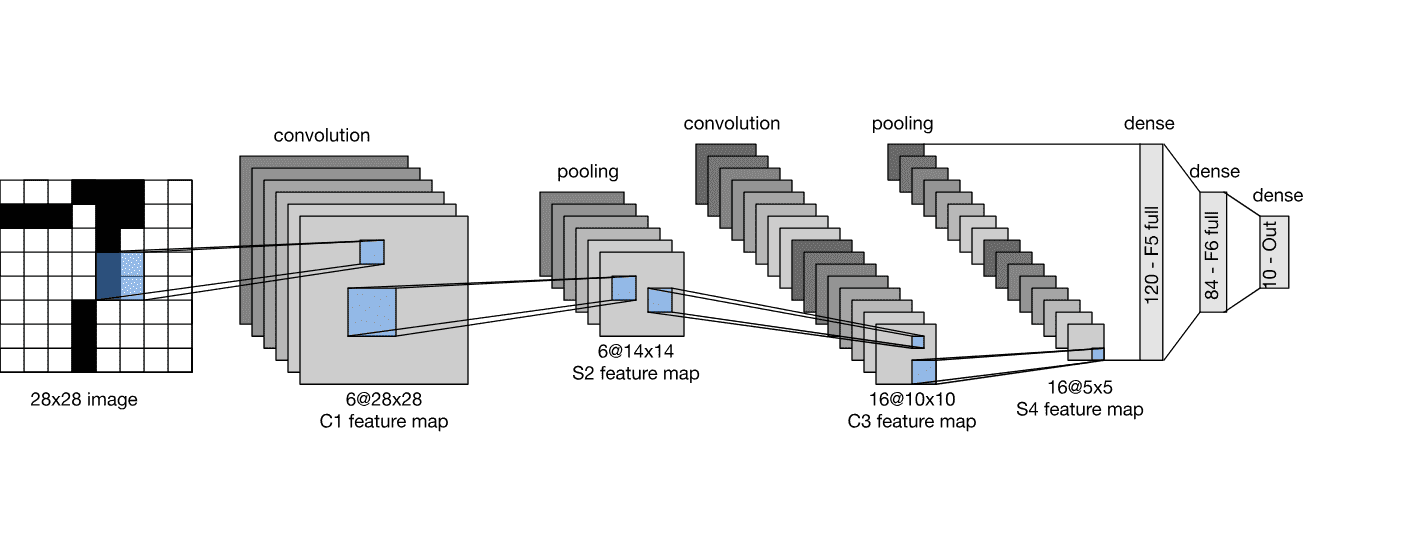 convolution
pooling
convolution
pooling
dense
dense
dense
28x28 image
6@28x28
C1 feature map
6@14x14
S2 feature map
16@10x10
C3 feature map
16@5x5
S4 feature map
120 - F5 full
84 - F6 full
10 - Out